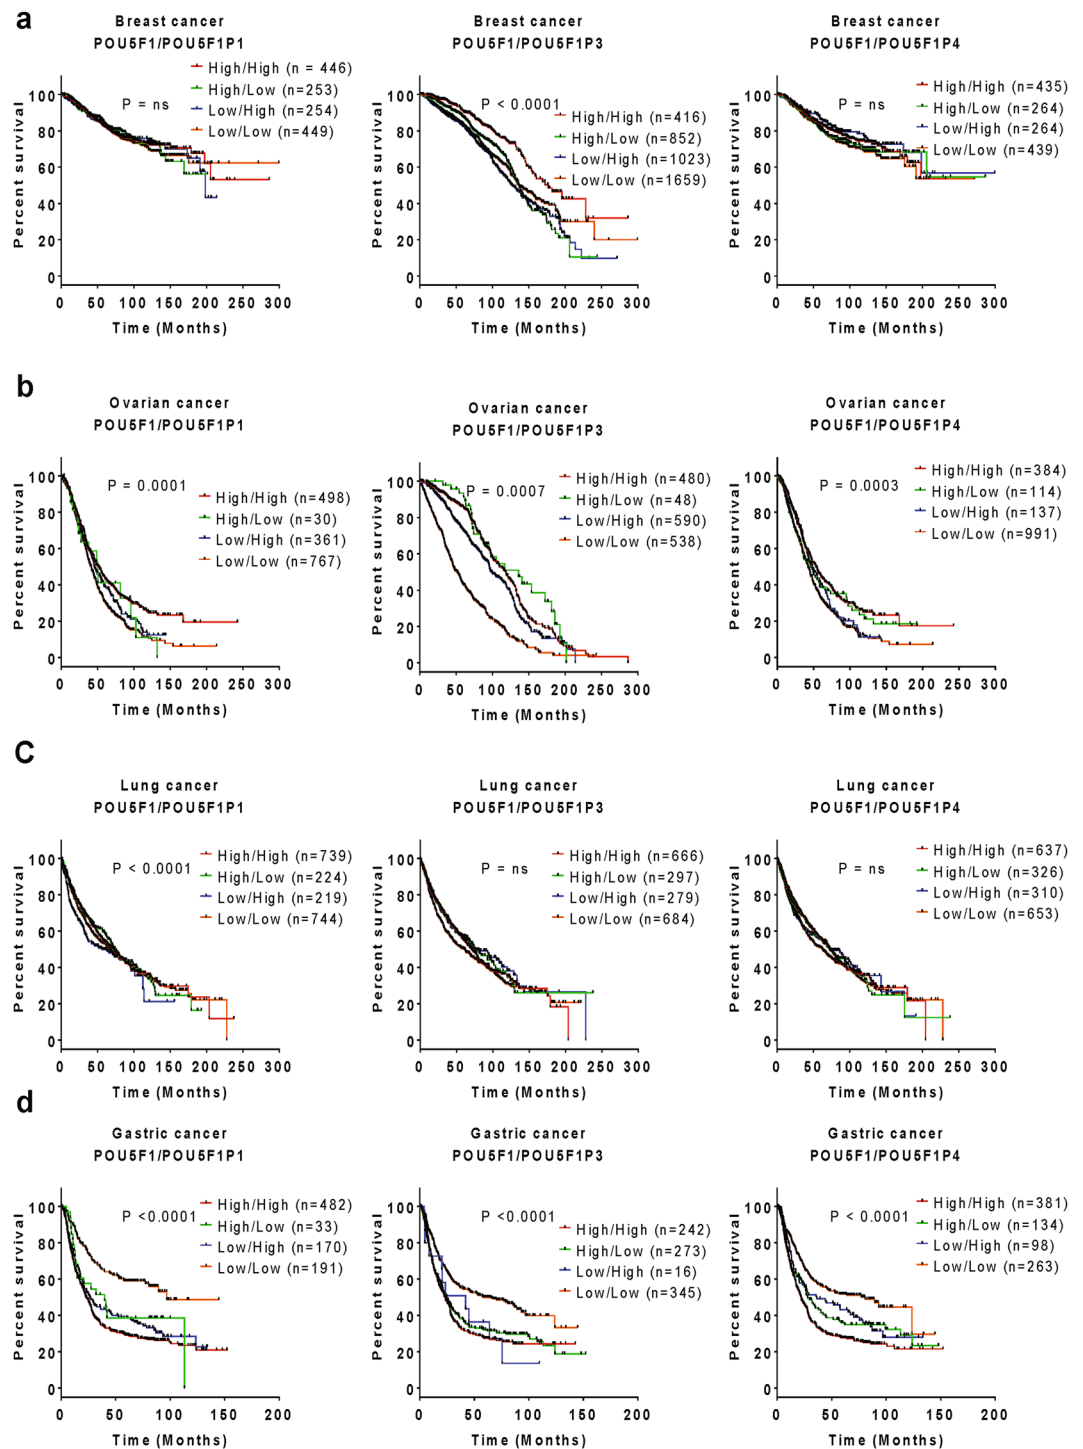 a
Breast cancer
POU5F1/POU5F1P1
High/High (n = 446)
High/Low (n=253)
Low/High (n=254)
Low/Low (n=449)
P = ns
Percent survival
100
80
60
40
20
0
0 50 100 150 200 250 300
Time (Months)
Breast cancer
POU5F1/POU5F1P3
P < 0.0001
High/High (n=416)
High/Low (n=852)
Low/High (n=1023)
Low/Low (n=1659)
Percent survival
100
80
60
40
20
0
0 50 100 150 200 250 300
Time (Months)
Breast cancer
POU5F1/POU5F1P4
High/High (n=435)
High/Low (n=264)
Low/High (n=264)
Low/Low (n=439)
P = ns
Percent survival
100
80
60
40
20
0
0 50 100 150 200 250 300
Time (Months)
b
Ovarian cancer
POU5F1/POU5F1P1
P = 0.0001
High/High (n=498)
High/Low (n=30)
Low/High (n=361)
Low/Low (n=767)
Percent survival
100
80
60
40
20
0
0 50 100 150 200 250 300
Time (Months)
Ovarian cancer
POU5F1/POU5F1P3
P = 0.0007
High/High (n=480)
High/Low (n=48)
Low/High (n=590)
Low/Low (n=538)
Percent survival
100
80
60
40
20
0
0 50 100 150 200 250 300
Time (Months)
Ovarian cancer
POU5F1/POU5F1P4
P = 0.0003
High/High (n=384)
High/Low (n=114)
Low/High (n=137)
Low/Low (n=991)
Percent survival
100
80
60
40
20
0
0 50 100 150 200 250 300
Time (Months)
C
Lung cancer
POU5F1/POU5F1P1
P < 0.0001
High/High (n=739)
High/Low (n=224)
Low/High (n=219)
Low/Low (n=744)
Percent survival
100
80
60
40
20
0
0 50 100 150 200 250 300
Time (Months)
Lung cancer
POU5F1/POU5F1P3
P = ns
High/High (n=666)
High/Low (n=297)
Low/High (n=279)
Low/Low (n=684)
Percent survival
100
80
60
40
20
0
0 50 100 150 200 250 300
Time (Months)
Lung cancer
POU5F1/POU5F1P4
P = ns
High/High (n=637)
High/Low (n=326)
Low/High (n=310)
Low/Low (n=653)
Percent survival
100
80
60
40
20
0
0 50 100 150 200 250 300
Time (Months)
d
Gastric cancer
POU5F1/POU5F1P1
P <0.0001
High/High (n=482)
High/Low (n=33)
Low/High (n=170)
Low/Low (n=191)
Percent survival
100
80
60
40
20
0
0 50 100 150 200
Time (Months)
Gastric cancer
POU5F1/POU5F1P3
P <0.0001
High/High (n=242)
High/Low (n=273)
Low/High (n=16)
Low/Low (n=345)
Percent survival
100
80
60
40
20
0
0 50 100 150 200
Time (Months)
Gastric cancer
POU5F1/POU5F1P4
P < 0.0001
High/High (n=381)
High/Low (n=134)
Low/High (n=98)
Low/Low (n=263)
Percent survival
100
80
60
40
20
0
0 50 100 150 200
Time (Months)